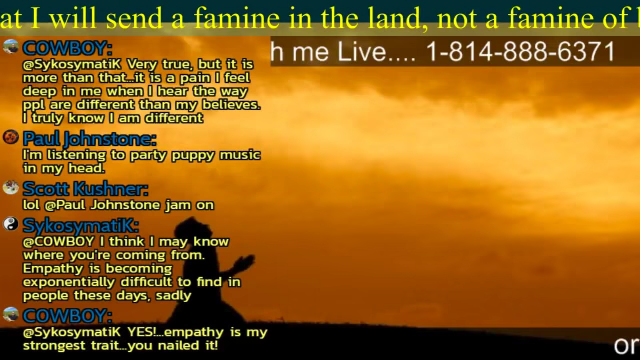 at I will send a famine in the land, not a famine of b
h me Live.... 1-814-888-6371
COWBOY:
@SykosymatiK Very true, but it is
more than that...it is a pain I feel
deep in me when I hear the way
ppl are different than my believes.
I truly know I am different
Paul Johnstone:
I'm listening to party puppy music
in my head.
Scott Kushner:
lol @Paul Johnstone jam on
SykosymatiK:
@COWBOY I think I may know
where you're coming from.
Empathy is becoming
exponentially difficult to find in
people these days, sadly
COWBOY:
@SykosymatiK YES!...empathy is my
strongest trait...you nailed it!
or